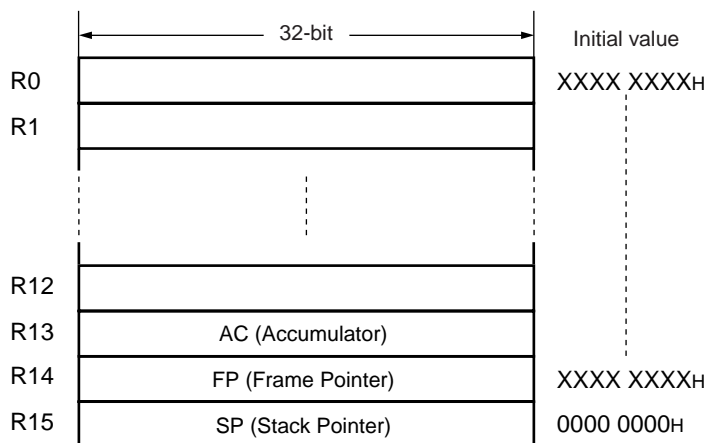 32-bit
Initial value
R0 XXXX XXXXH
R1
R12
R13 AC (Accumulator)
R14 FP (Frame Pointer) XXXX XXXXH
R15 SP (Stack Pointer) 0000 0000H